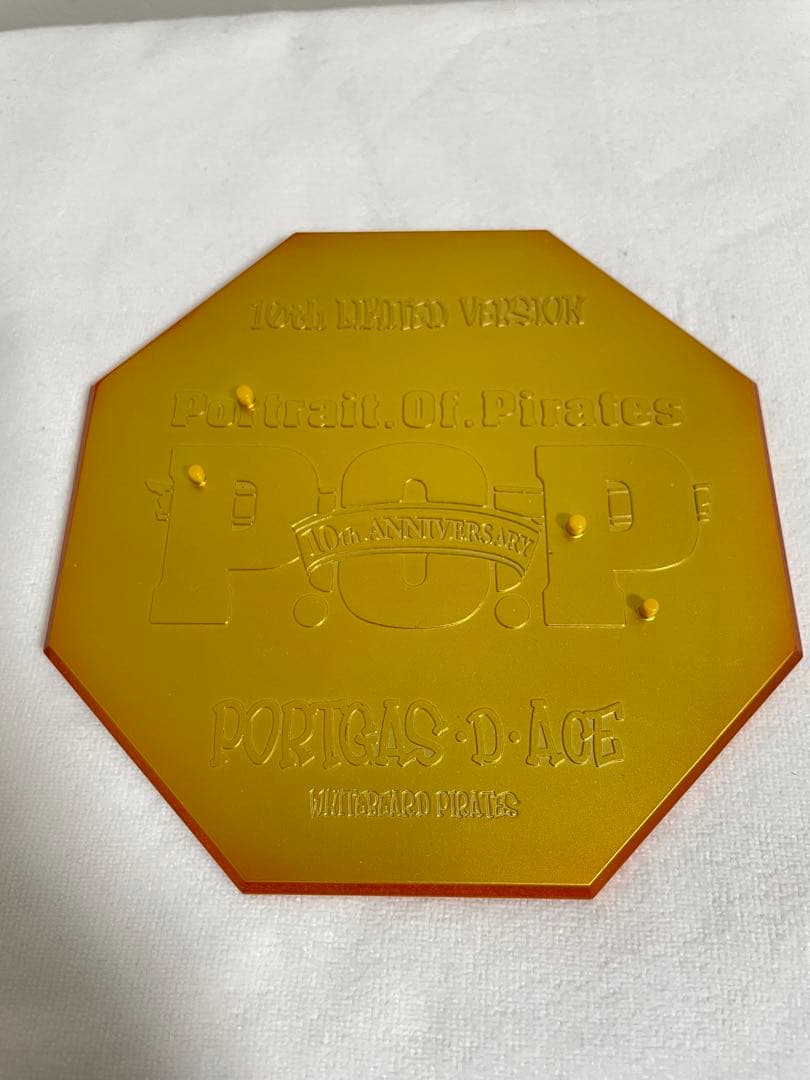 10th LIMITED VERSION
Portrait.Of.Pirates
P.O.P
10th ANNIVERSARY
PORTGAS·D·ACE
WHITEBEARD PIRATES